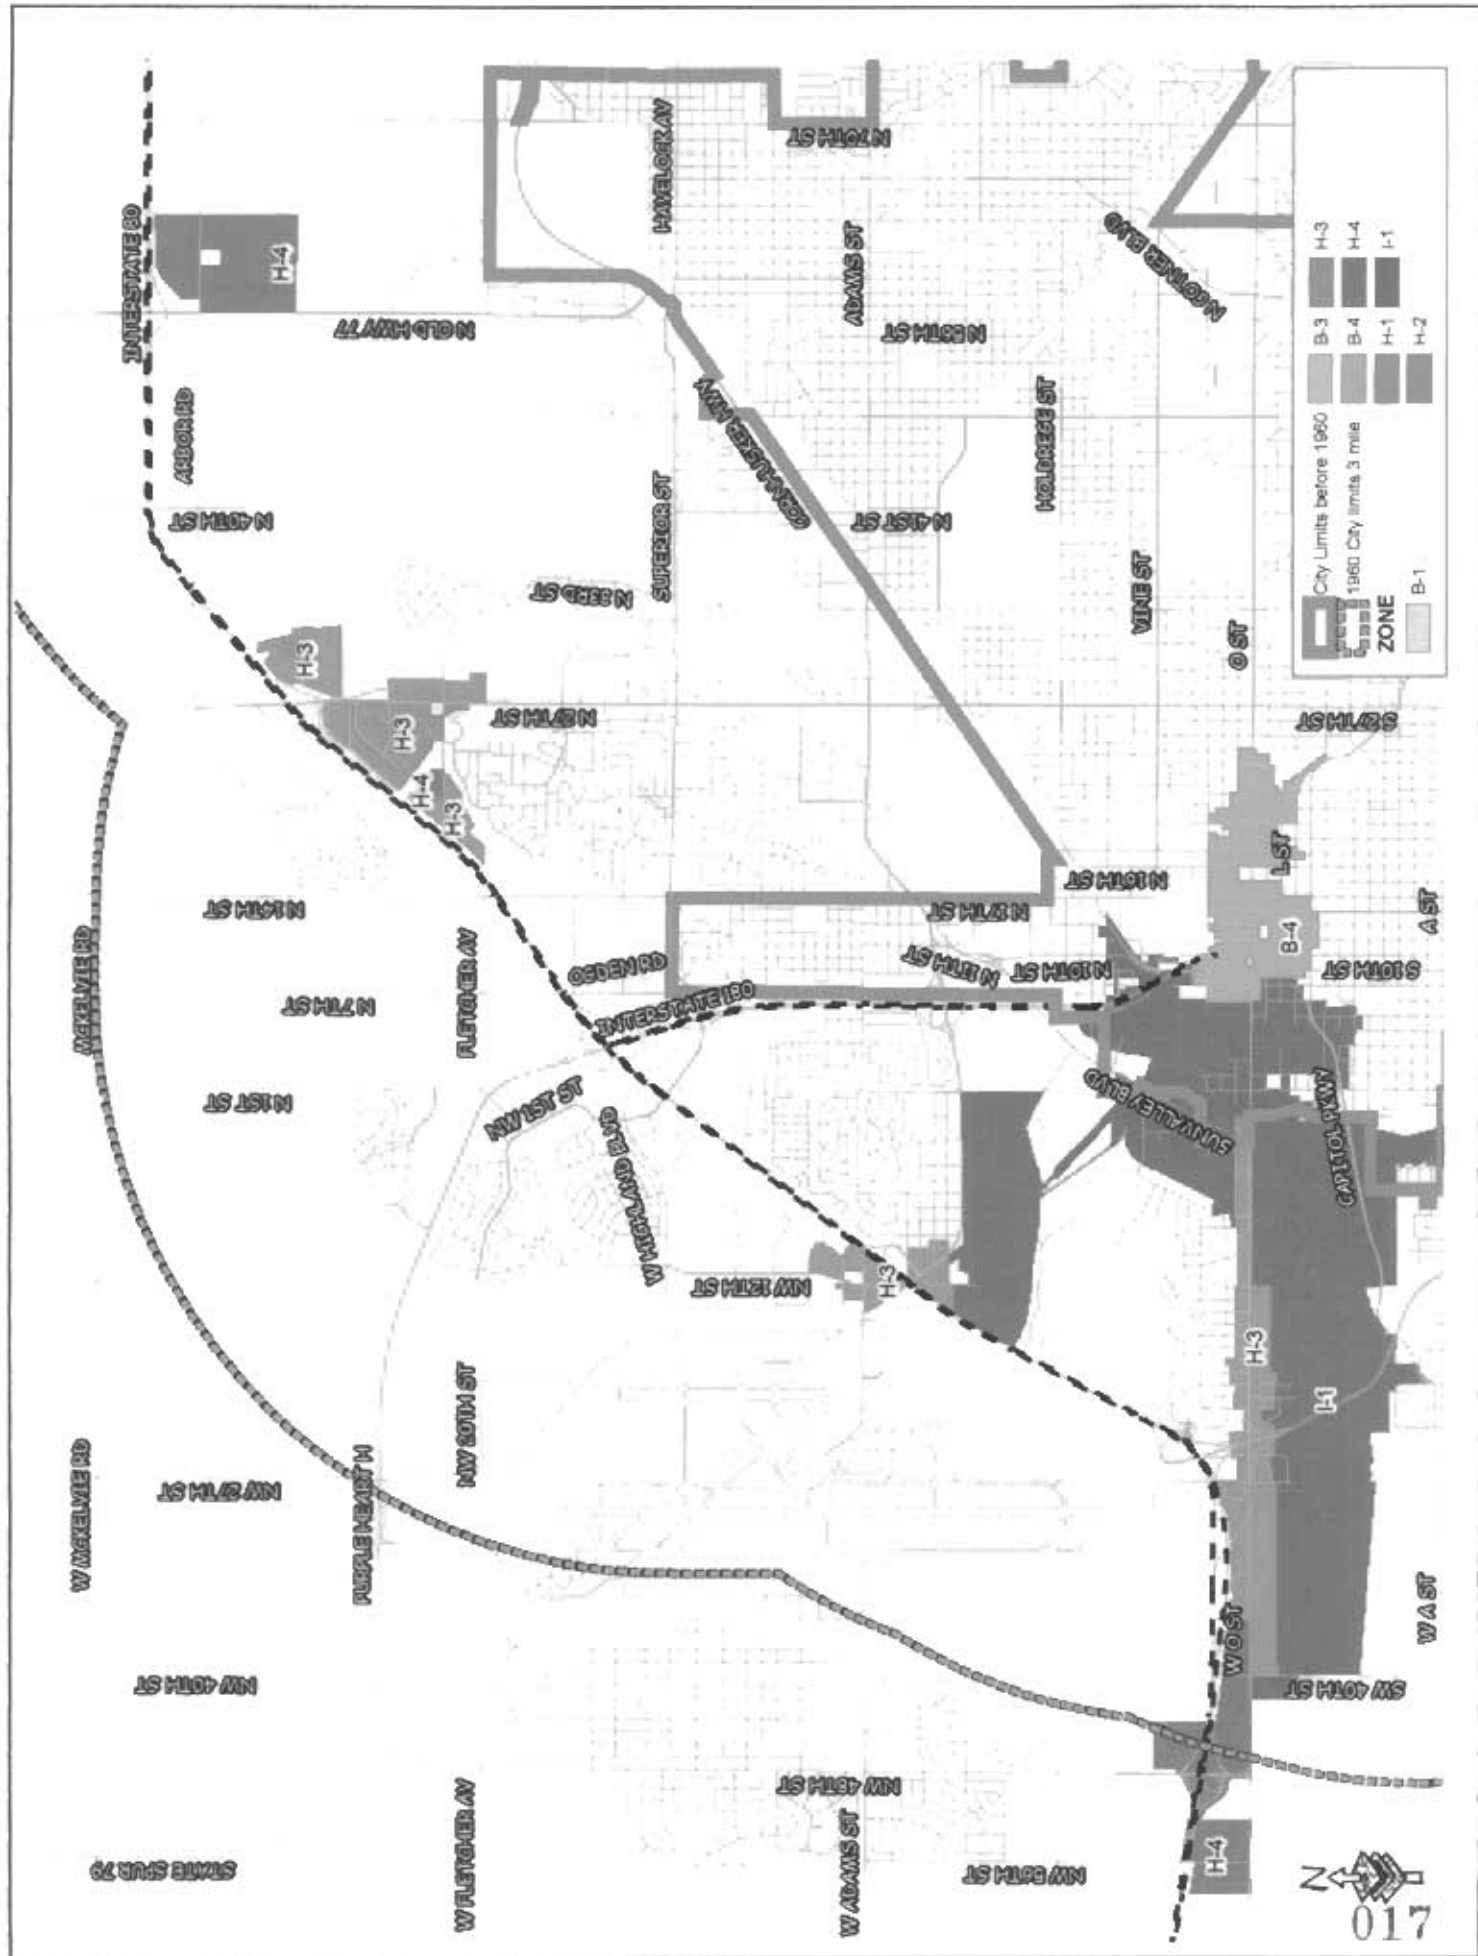 INTERSTATE 80
H-4
N OLD HWY 77
ARBOR RD
N 40TH ST
HAVELOCK AV
N 70TH ST
ADAMS ST
N 56TH ST
N COTNER BLVD
CORNHUSKER HWY
SUPERIOR ST
N 33RD ST
N 41ST ST
HOLDREGE ST
VINE ST
O ST
H-3
H-3
H-4
H-3
N 27TH ST
S 27TH ST
MCKELVIE RD
N 14TH ST
FLETCHER AV
N 7TH ST
N 1ST ST
OGDEN RD
INTERSTATE 180
N 17TH ST
N 16TH ST
N 11TH ST
N 10TH ST
L ST
B-4
A ST
S 10TH ST
NW 1ST ST
W HIGHLAND BLVD
NW 12TH ST
H-3
SUN VALLEY BLVD
CAPITOL PKWY
H-3
I-1
W MCKELVIE RD
NW 27TH ST
PURPLE HEART H
NW 20TH ST
NW 40TH ST
W O ST
SW 40TH ST
W A ST
STATE SPUR 79
W FLETCHER AV
NW 48TH ST
W ADAMS ST
NW 56TH ST
H-4
City Limits before 1960
1960 City limits 3 mile
ZONE
B-1
B-3
B-4
H-1
H-2
H-3
H-4
I-1
N
017